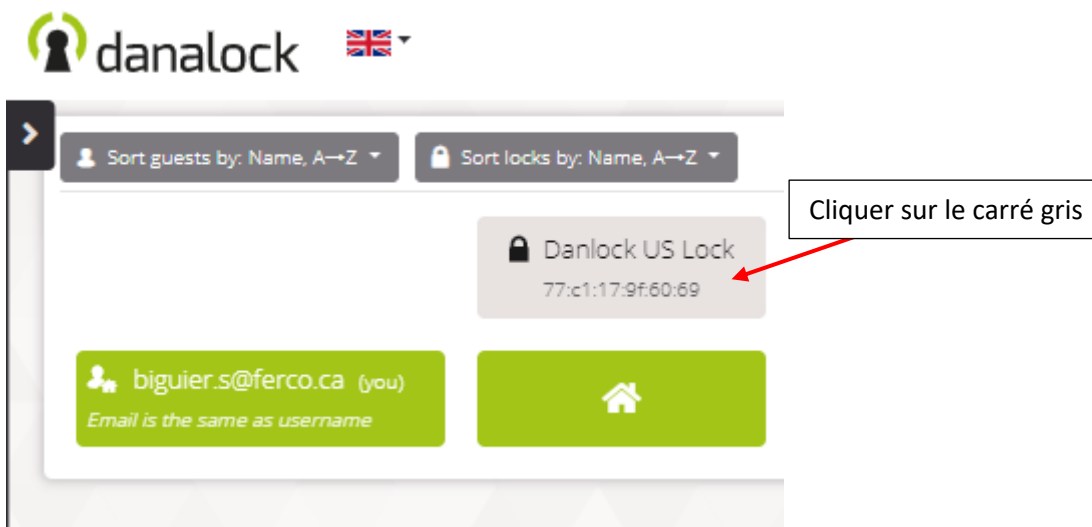 danalock
Sort guests by: Name, A→Z
Sort locks by: Name, A→Z
Cliquer sur le carré gris
Danlock US Lock
77:c1:17:9f:60:69
biguier.s@ferco.ca (you)
Email is the same as username